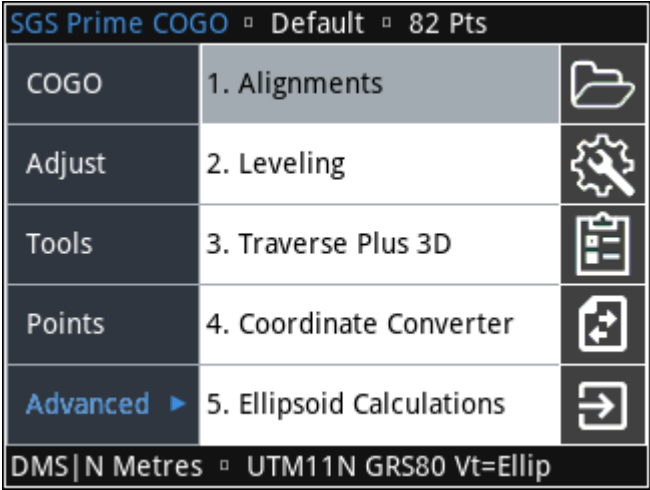 SGS Prime COGO ▫ Default ▫ 82 Pts
COGO
1. Alignments
Adjust
2. Leveling
Tools
3. Traverse Plus 3D
Points
4. Coordinate Converter
Advanced ►
5. Ellipsoid Calculations
DMS|N Metres ▫ UTM11N GRS80 Vt=Ellip